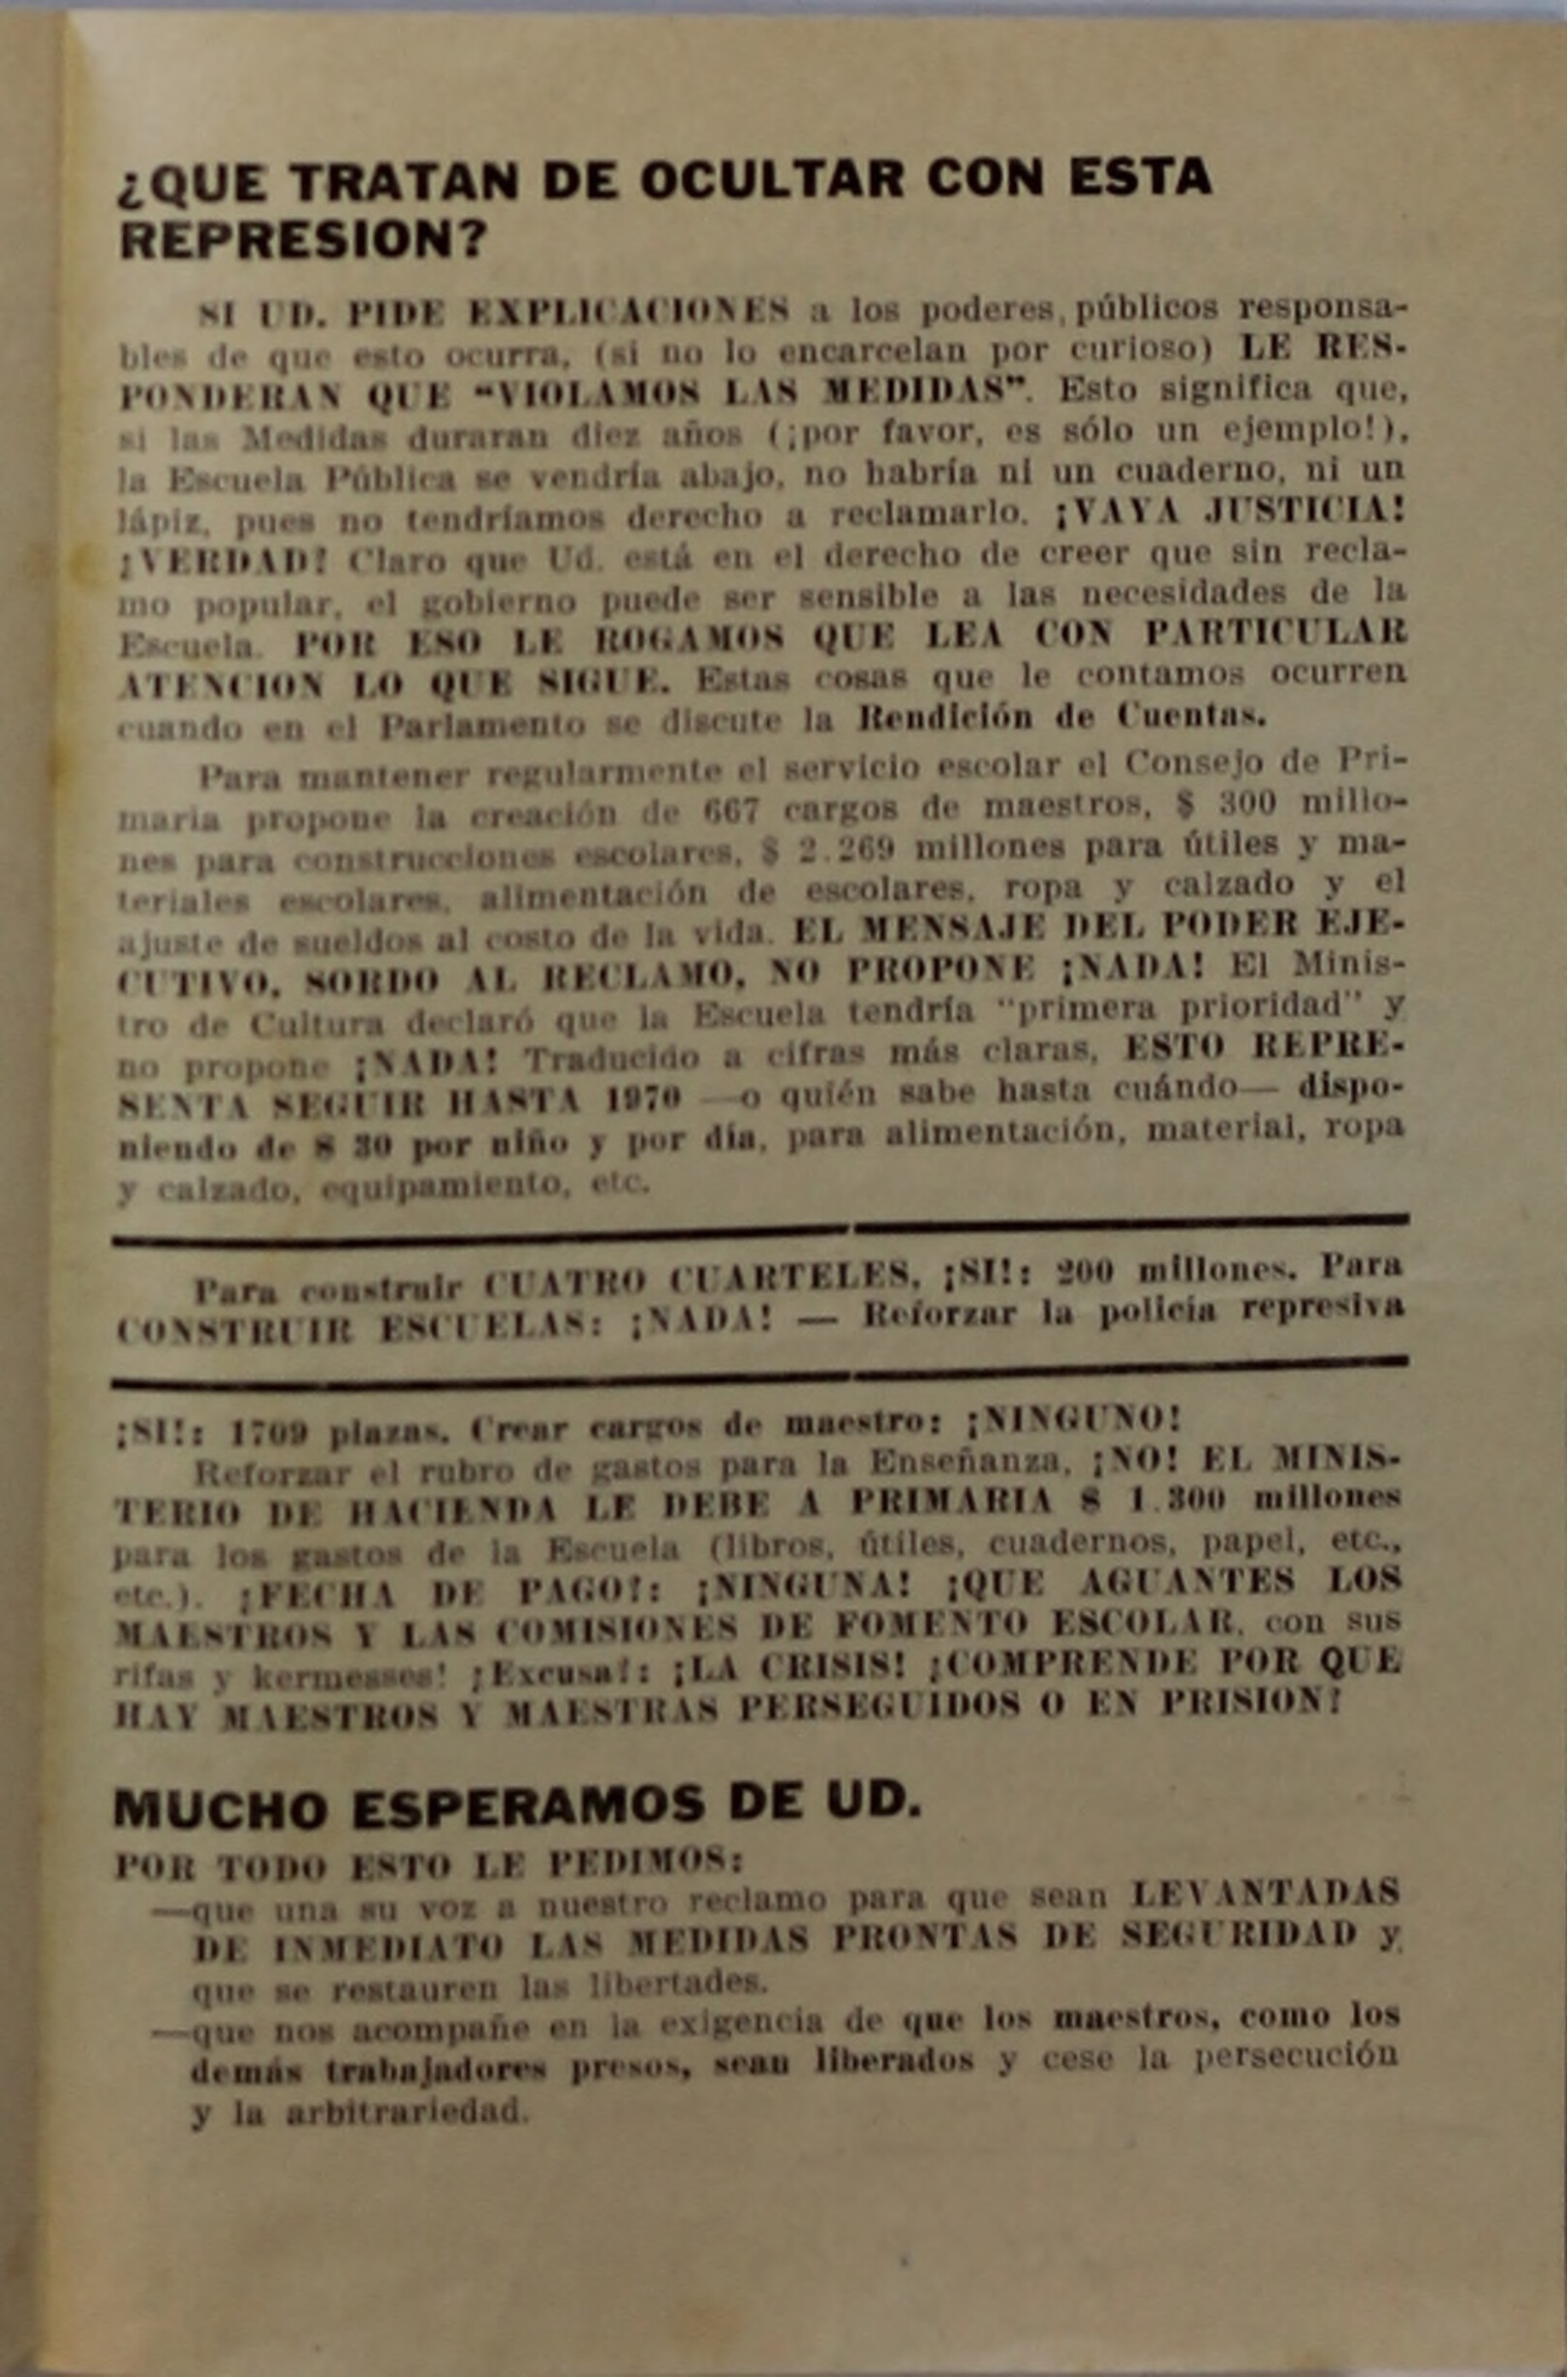 ¿QUE TRATAN DE OCULTAR CON ESTA
REPRESION?
SI UD. PIDE EXPLICACIONES a los poderes públicos responsa-
bles de que esto ocurra, (si no lo encarcelan por curioso) LE RES-
PONDERAN QUE "VIOLAMOS LAS MEDIDAS". Esto significa que,
si las Medidas duraran diez años (¡por favor, es sólo un ejemplo!),
la Escuela Pública se vendría abajo, no habría ni un cuaderno, ni un
lápiz, pues no tendríamos derecho a reclamarlo. ¡VAYA JUSTICIA!
¿VERDAD? Claro que Ud. está en el derecho de creer que sin recla-
mo popular, el gobierno puede ser sensible a las necesidades de la
Escuela. POR ESO LE ROGAMOS QUE LEA CON PARTICULAR
ATENCION LO QUE SIGUE. Estas cosas que le contamos ocurren
cuando en el Parlamento se discute la Rendición de Cuentas.
Para mantener regularmente el servicio escolar el Consejo de Pri-
maria propone la creación de 667 cargos de maestros, $ 300 millo-
nes para construcciones escolares, $ 2.269 millones para útiles y ma-
teriales escolares, alimentación de escolares, ropa y calzado y el
ajuste de sueldos al costo de la vida. EL MENSAJE DEL PODER EJE-
CUTIVO, SORDO AL RECLAMO, NO PROPONE ¡NADA! El Minis-
tro de Cultura declaró que la Escuela tendría "primera prioridad" y
no propone ¡NADA! Traducido a cifras más claras, ESTO REPRE-
SENTA SEGUIR HASTA 1970 —o quién sabe hasta cuándo— dispo-
niendo de $ 30 por niño y por día, para alimentación, material, ropa
y calzado, equipamiento, etc.
Para construir CUATRO CUARTELES, ¡SI!: 200 millones. Para
CONSTRUIR ESCUELAS: ¡NADA! — Reforzar la policía represiva
¡SI!: 1709 plazas. Crear cargos de maestro: ¡NINGUNO!
Reforzar el rubro de gastos para la Enseñanza, ¡NO! EL MINIS-
TERIO DE HACIENDA LE DEBE A PRIMARIA $ 1.300 millones
para los gastos de la Escuela (libros, útiles, cuadernos, papel, etc.,
etc.). ¿FECHA DE PAGO?: ¡NINGUNA! ¡QUE AGUANTES LOS
MAESTROS Y LAS COMISIONES DE FOMENTO ESCOLAR, con sus
rifas y kermesses! ¿Excusa?: ¡LA CRISIS! ¿COMPRENDE POR QUE
HAY MAESTROS Y MAESTRAS PERSEGUIDOS O EN PRISION?
MUCHO ESPERAMOS DE UD.
POR TODO ESTO LE PEDIMOS:
—que una su voz a nuestro reclamo para que sean LEVANTADAS
DE INMEDIATO LAS MEDIDAS PRONTAS DE SEGURIDAD y
que se restauren las libertades.
—que nos acompañe en la exigencia de que los maestros, como los
demás trabajadores presos, sean liberados y cese la persecución
y la arbitrariedad.